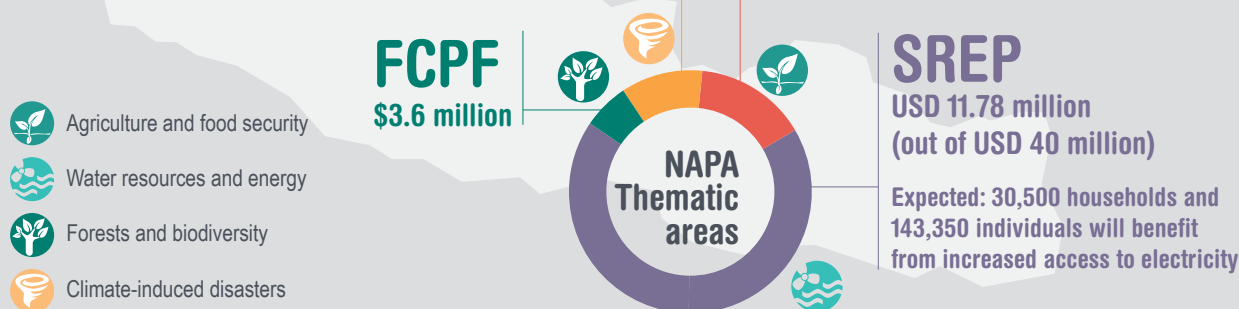 FCPF
$3.6 million
SREP
USD 11.78 million
(out of USD 40 million)
Expected: 30,500 households and
143,350 individuals will benefit
from increased access to electricity
NAPA
Thematic
areas
Agriculture and food security
Water resources and energy
Forests and biodiversity
Climate-induced disasters